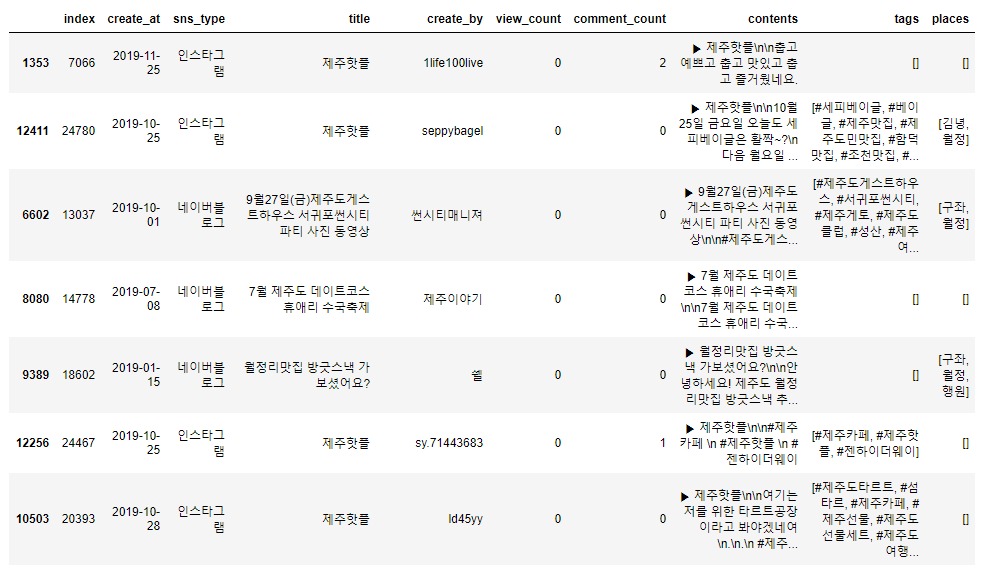 index create_at sns_type title create_by view_count comment_count contents tags places
1353 7066 2019-11-25 인스타그램 제주핫플 1life100live 0 2 ▶ 제주핫플\n\n춥고 예쁘고 춥고 맛있고 춥고 즐거웠네요. [] []
12411 24780 2019-10-25 인스타그램 제주핫플 seppybagel 0 0 ▶ 제주핫플\n\n10월 25일 금요일 오늘도 세피베이글은 활짝~?\n 다음 월요일 ... [#세피베이글, #베이글, #제주맛집, #제주도민맛집, #함덕맛집, #조천맛집, #... [김녕, 월정]
6602 13037 2019-10-01 네이버블로그 9월27일(금)제주도게스트하우스 서귀포썬시티 파티 사진 동영상 썬시티매니져 0 0 ▶ 9월27일(금)제주도게스트하우스 서귀포썬시티 파티 사진 동영상\n\n#제주도게스... [#제주도게스트하우스, #서귀포썬시티, #제주게토, #제주도클럽, #성산, #제주여... [구좌, 월정]
8080 14778 2019-07-08 네이버블로그 7월 제주도 데이트코스 휴애리 수국축제 제주이야기 0 0 ▶ 7월 제주도 데이트코스 휴애리 수국축제\n\n7월 제주도 데이트코스 휴애리 수국... [] []
9389 18602 2019-01-15 네이버블로그 월정리맛집 방긋스낵 가보셨어요? 옐 0 0 ▶ 월정리맛집 방긋스낵 가보셨어요?\n\n안녕하세요! 제주도 월정리맛집 방긋스낵 추... [] [구좌, 월정, 행원]
12256 24467 2019-10-25 인스타그램 제주핫플 sy.71443683 0 1 ▶ 제주핫플\n\n#제주카페 \n #제주핫플 \n #젠하이더웨이 [#제주카페, #제주핫플, #젠하이더웨이] []
10503 20393 2019-10-28 인스타그램 제주핫플 ld45yy 0 0 ▶ 제주핫플\n\n여기는 저를 위한 타르트공장이라고 봐야겠네여\n.\n.\n #제주... [#제주도타르트, #섬타르, #제주카페, #제주선물, #제주도선물세트, #제주도여행... []